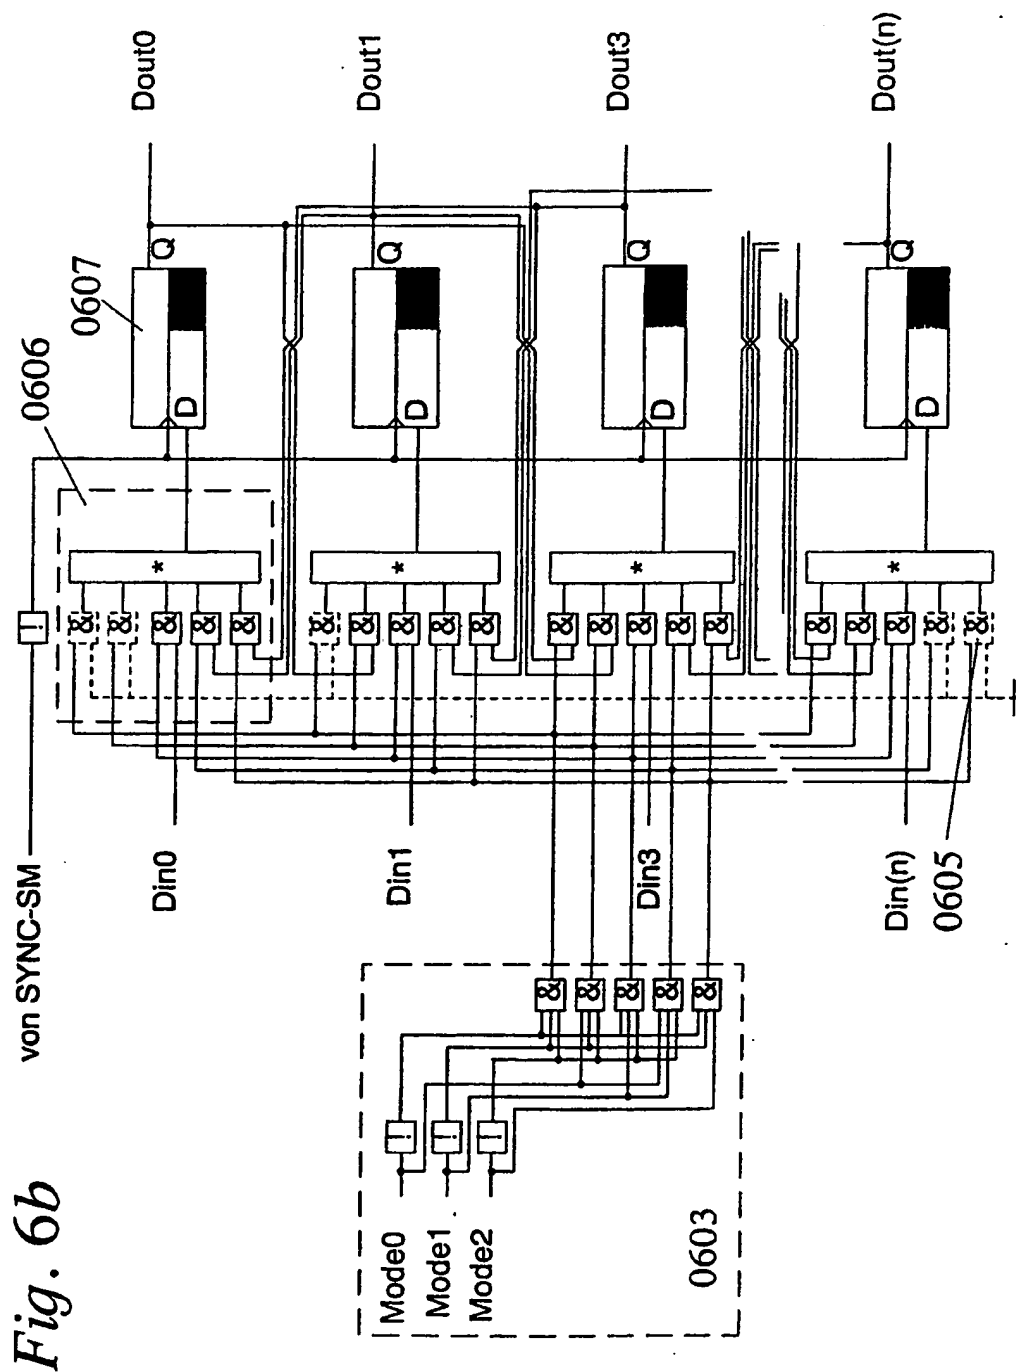 Fig. 6b
von SYNC-SM
!
0606
0607
& & & & &
*
D
Q
Din0
Dout0
& & & & &
*
D
Q
Din1
Dout1
& & & & &
*
D
Q
Din3
Dout3
& & & & &
*
D
Q
Din(n)
Dout(n)
0605
Mode0
Mode1
Mode2
! ! !
& & & & &
0603